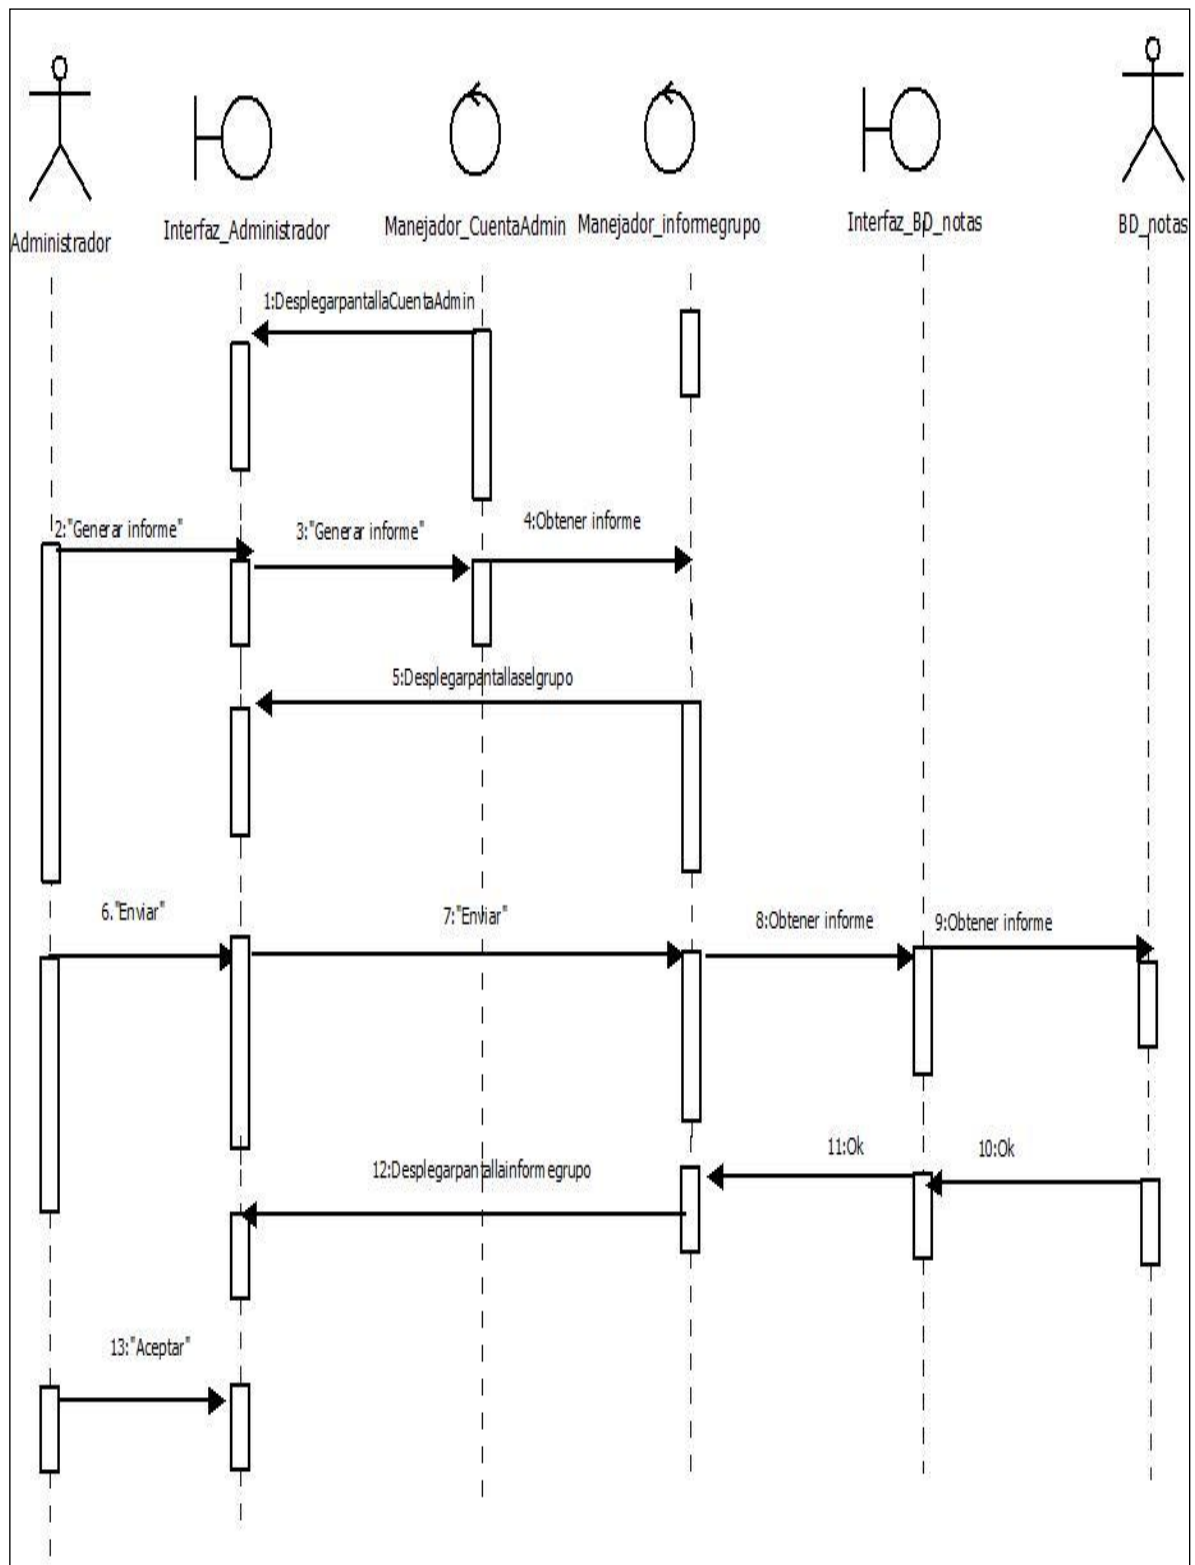 Administrador
Interfaz_Administrador
Manejador_CuentaAdmin
Manejador_informegrupo
Interfaz_BD_notas
BD_notas
1:DesplegarpantallaCuentaAdmin
2:"Generar informe"
3:"Generar informe"
4:Obtener informe
5:Desplegarpantallaselgrupo
6."Enviar"
7:"Enviar"
8:Obtener informe
9:Obtener informe
10:Ok
11:Ok
12:Desplegarpantallainformegrupo
13:"Aceptar"